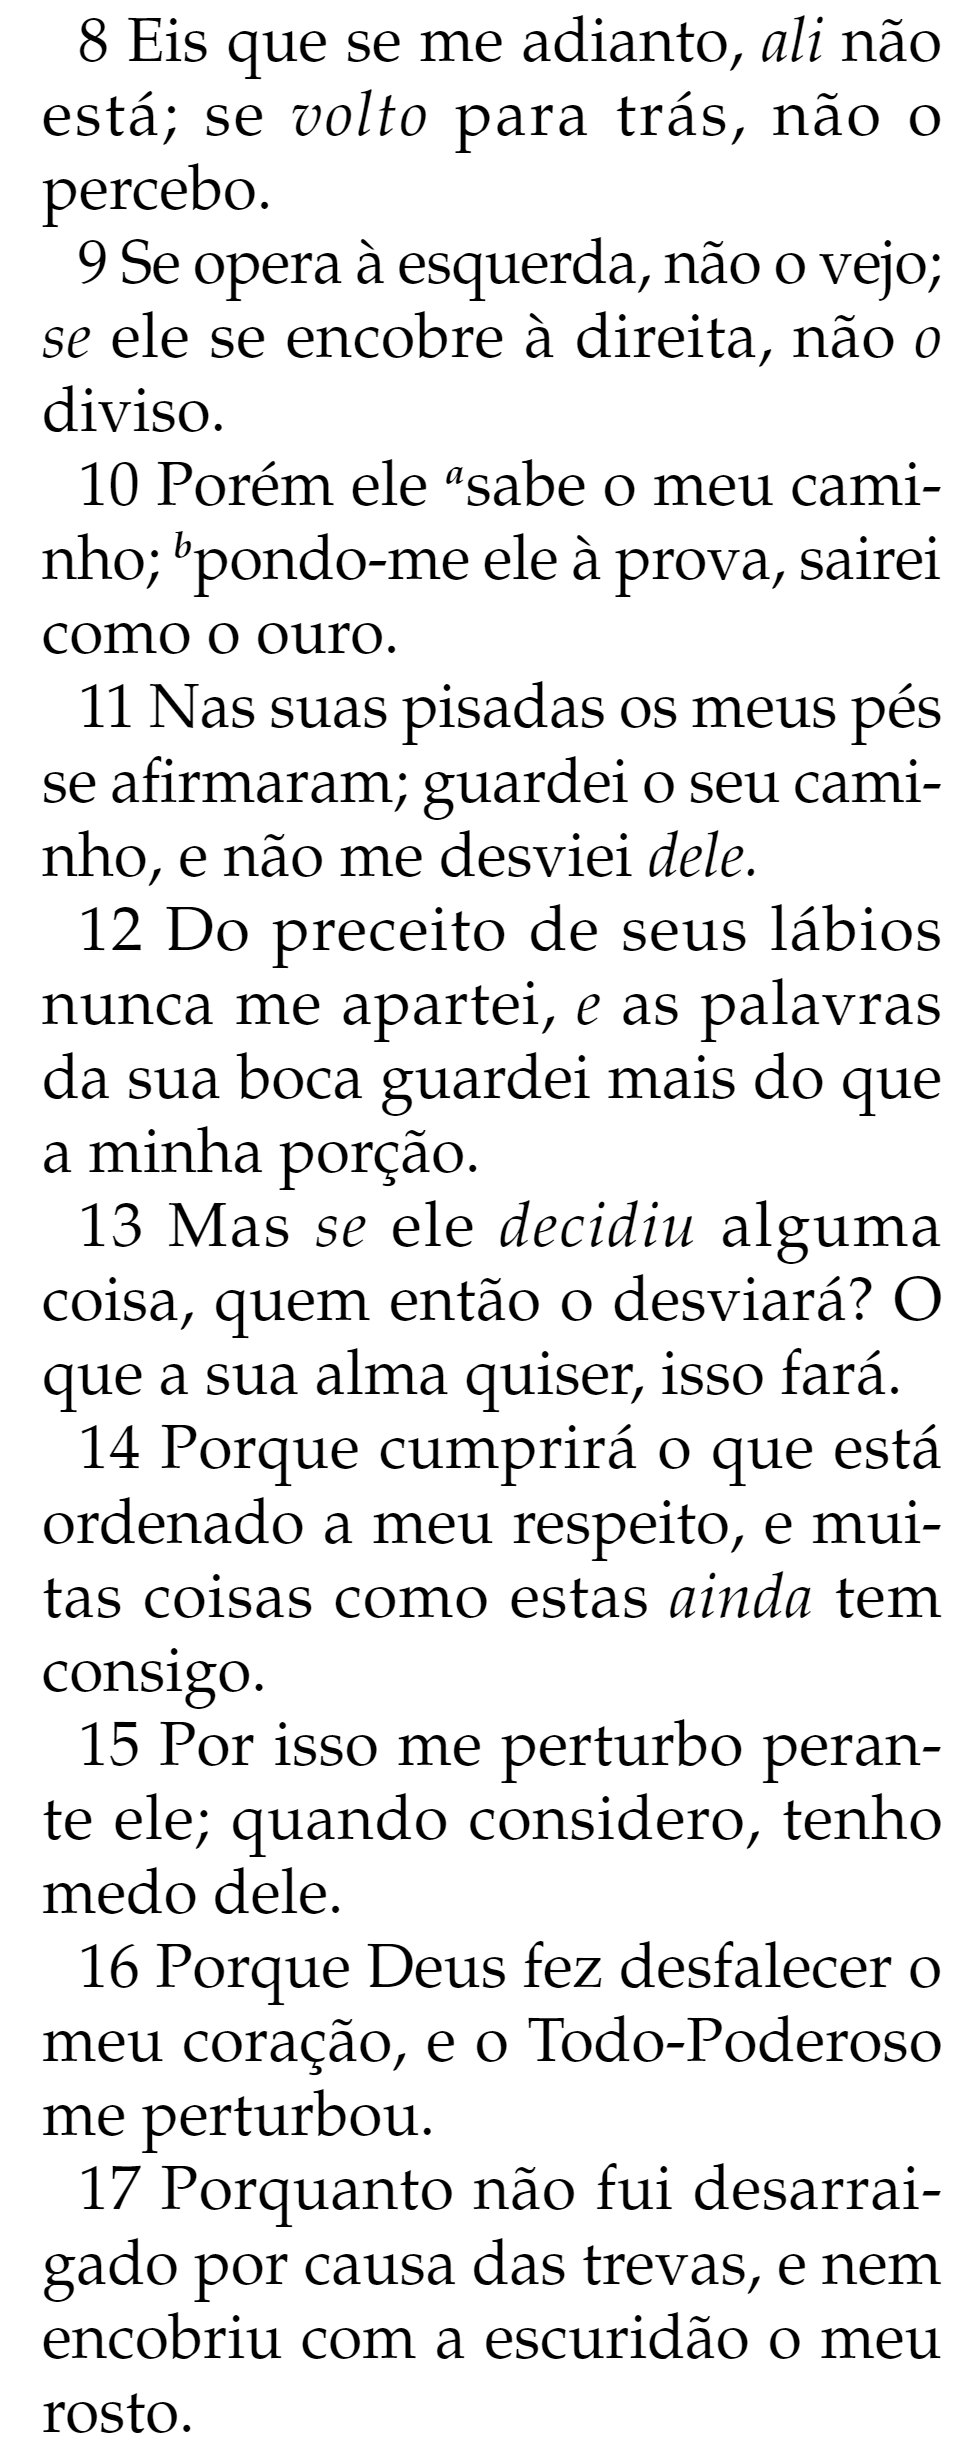 8 Eis que se me adianto, ali não
está; se volto para trás, não o
percebo.
9 Se opera à esquerda, não o vejo;
se ele se encobre à direita, não o
diviso.
10 Porém ele ᵃsabe o meu cami-
nho; ᵇpondo-me ele à prova, sairei
como o ouro.
11 Nas suas pisadas os meus pés
se afirmaram; guardei o seu cami-
nho, e não me desviei dele.
12 Do preceito de seus lábios
nunca me apartei, e as palavras
da sua boca guardei mais do que
a minha porção.
13 Mas se ele decidiu alguma
coisa, quem então o desviará? O
que a sua alma quiser, isso fará.
14 Porque cumprirá o que está
ordenado a meu respeito, e mui-
tas coisas como estas ainda tem
consigo.
15 Por isso me perturbo peran-
te ele; quando considero, tenho
medo dele.
16 Porque Deus fez desfalecer o
meu coração, e o Todo-Poderoso
me perturbou.
17 Porquanto não fui desarrai-
gado por causa das trevas, e nem
encobriu com a escuridão o meu
rosto.